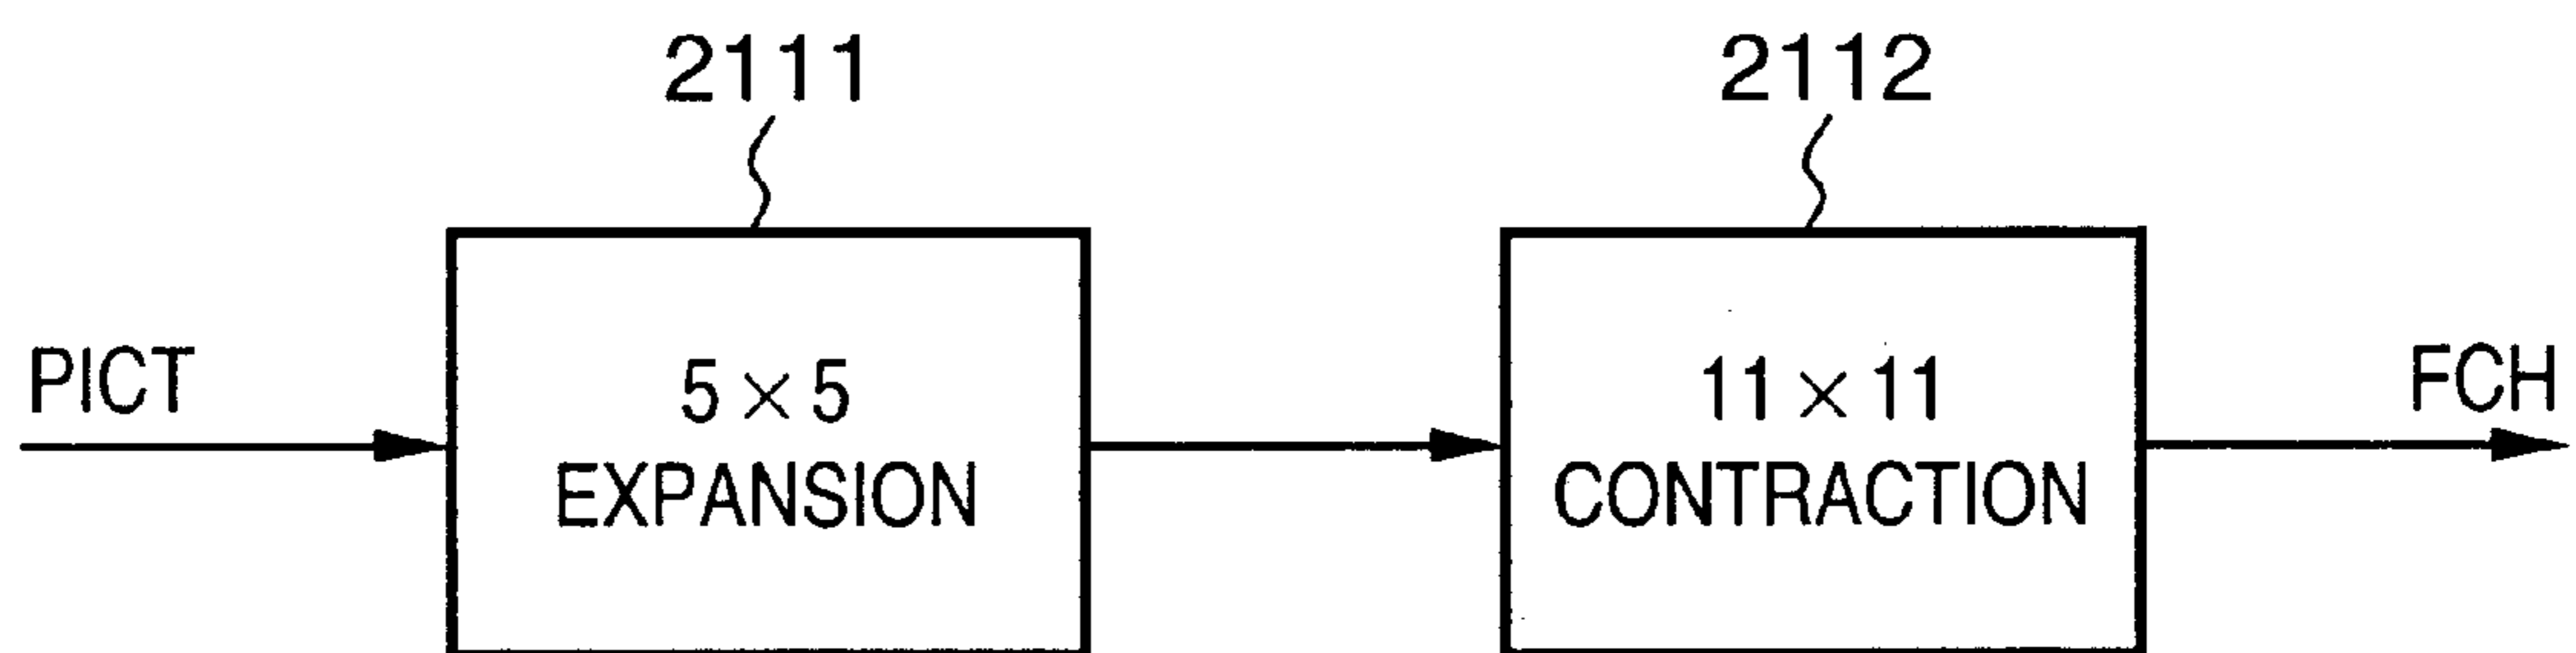 2111
2112
PICT
5 × 5
EXPANSION
11 × 11
CONTRACTION
FCH